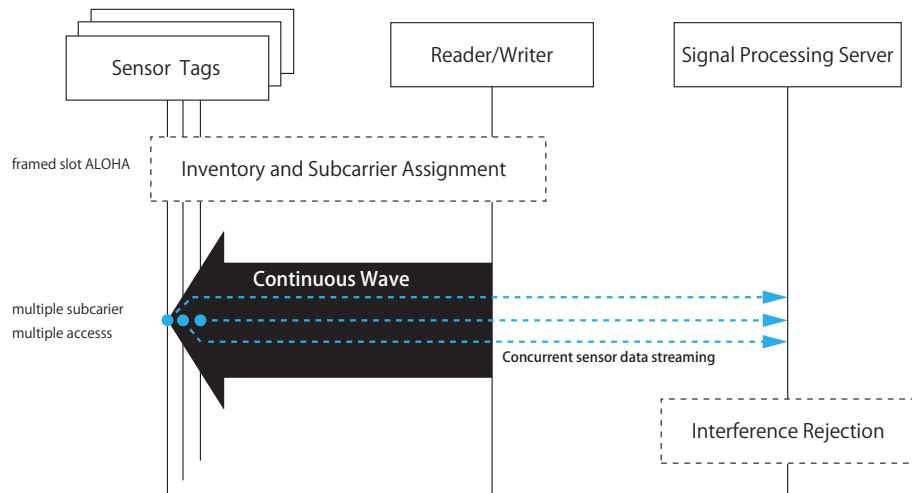 Sensor Tags
Reader/Writer
Signal Processing Server
framed slot ALOHA
Inventory and Subcarrier Assignment
Continuous Wave
multiple subcarier
multiple accesss
Concurrent sensor data streaming
Interference Rejection